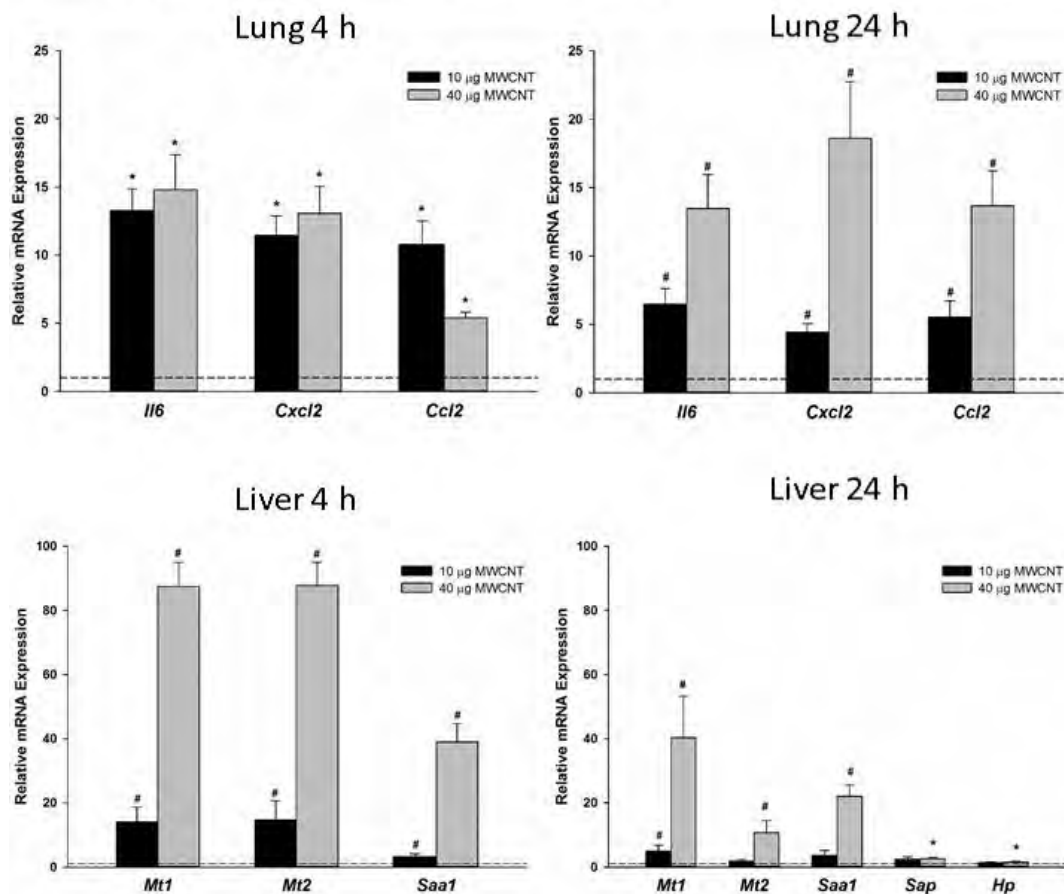 Lung 4 h
25
20
15
10
5
0
Relative mRNA Expression
10 µg MWCNT
40 µg MWCNT
* * * * * *
Il6 Cxcl2 Ccl2
Lung 24 h
25
20
15
10
5
0
Relative mRNA Expression
10 µg MWCNT
40 µg MWCNT
# # # # # #
Il6 Cxcl2 Ccl2
Liver 4 h
100
80
60
40
20
0
Relative mRNA Expression
10 µg MWCNT
40 µg MWCNT
# # # # # #
Mt1 Mt2 Saa1
Liver 24 h
100
80
60
40
20
0
Relative mRNA Expression
10 µg MWCNT
40 µg MWCNT
# # # # * *
Mt1 Mt2 Saa1 Sap Hp